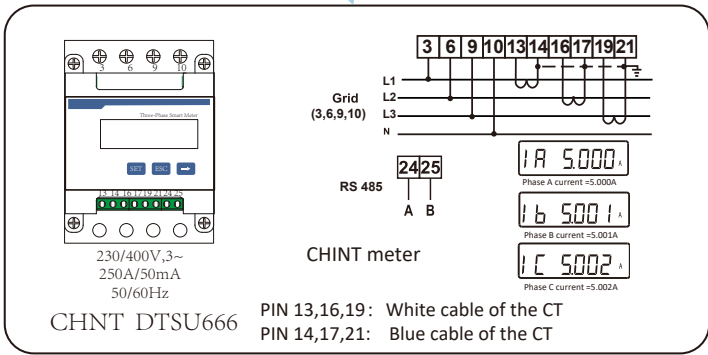 3 6 9 10
Three-Phase Smart Meter
SET ESC →
13 14 16 17 19 21 24 25
230/400V,3~
250A/50mA
50/60Hz
CHNT DTSU666
3 6 9 10 13 14 16 17 19 21
L1
L2
L3
N
Grid
(3,6,9,10)
24 25
RS 485
A B
CHINT meter
IA 5.000 A
Phase A current =5.000A
Ib 5.001 A
Phase B current =5.001A
IC 5.002 A
Phase C current =5.002A
PIN 13,16,19: White cable of the CT
PIN 14,17,21: Blue cable of the CT